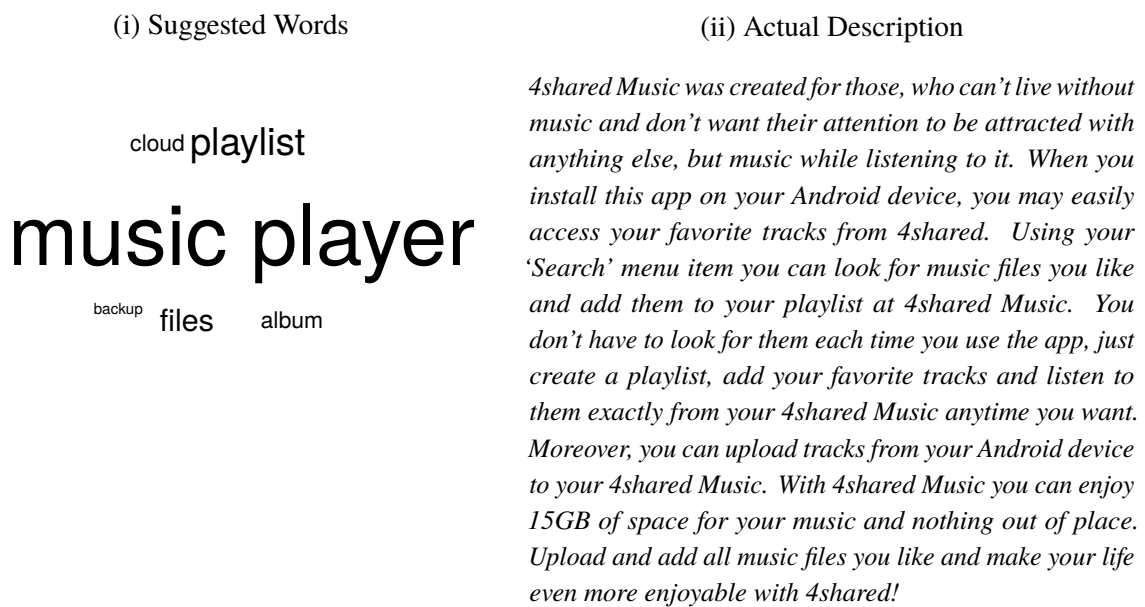 (i) Suggested Words
cloud playlist
music player
backup files album
(ii) Actual Description
4shared Music was created for those, who can't live without
music and don't want their attention to be attracted with
anything else, but music while listening to it. When you
install this app on your Android device, you may easily
access your favorite tracks from 4shared. Using your
‘Search’ menu item you can look for music files you like
and add them to your playlist at 4shared Music. You
don't have to look for them each time you use the app, just
create a playlist, add your favorite tracks and listen to
them exactly from your 4shared Music anytime you want.
Moreover, you can upload tracks from your Android device
to your 4shared Music. With 4shared Music you can enjoy
15GB of space for your music and nothing out of place.
Upload and add all music files you like and make your life
even more enjoyable with 4shared!